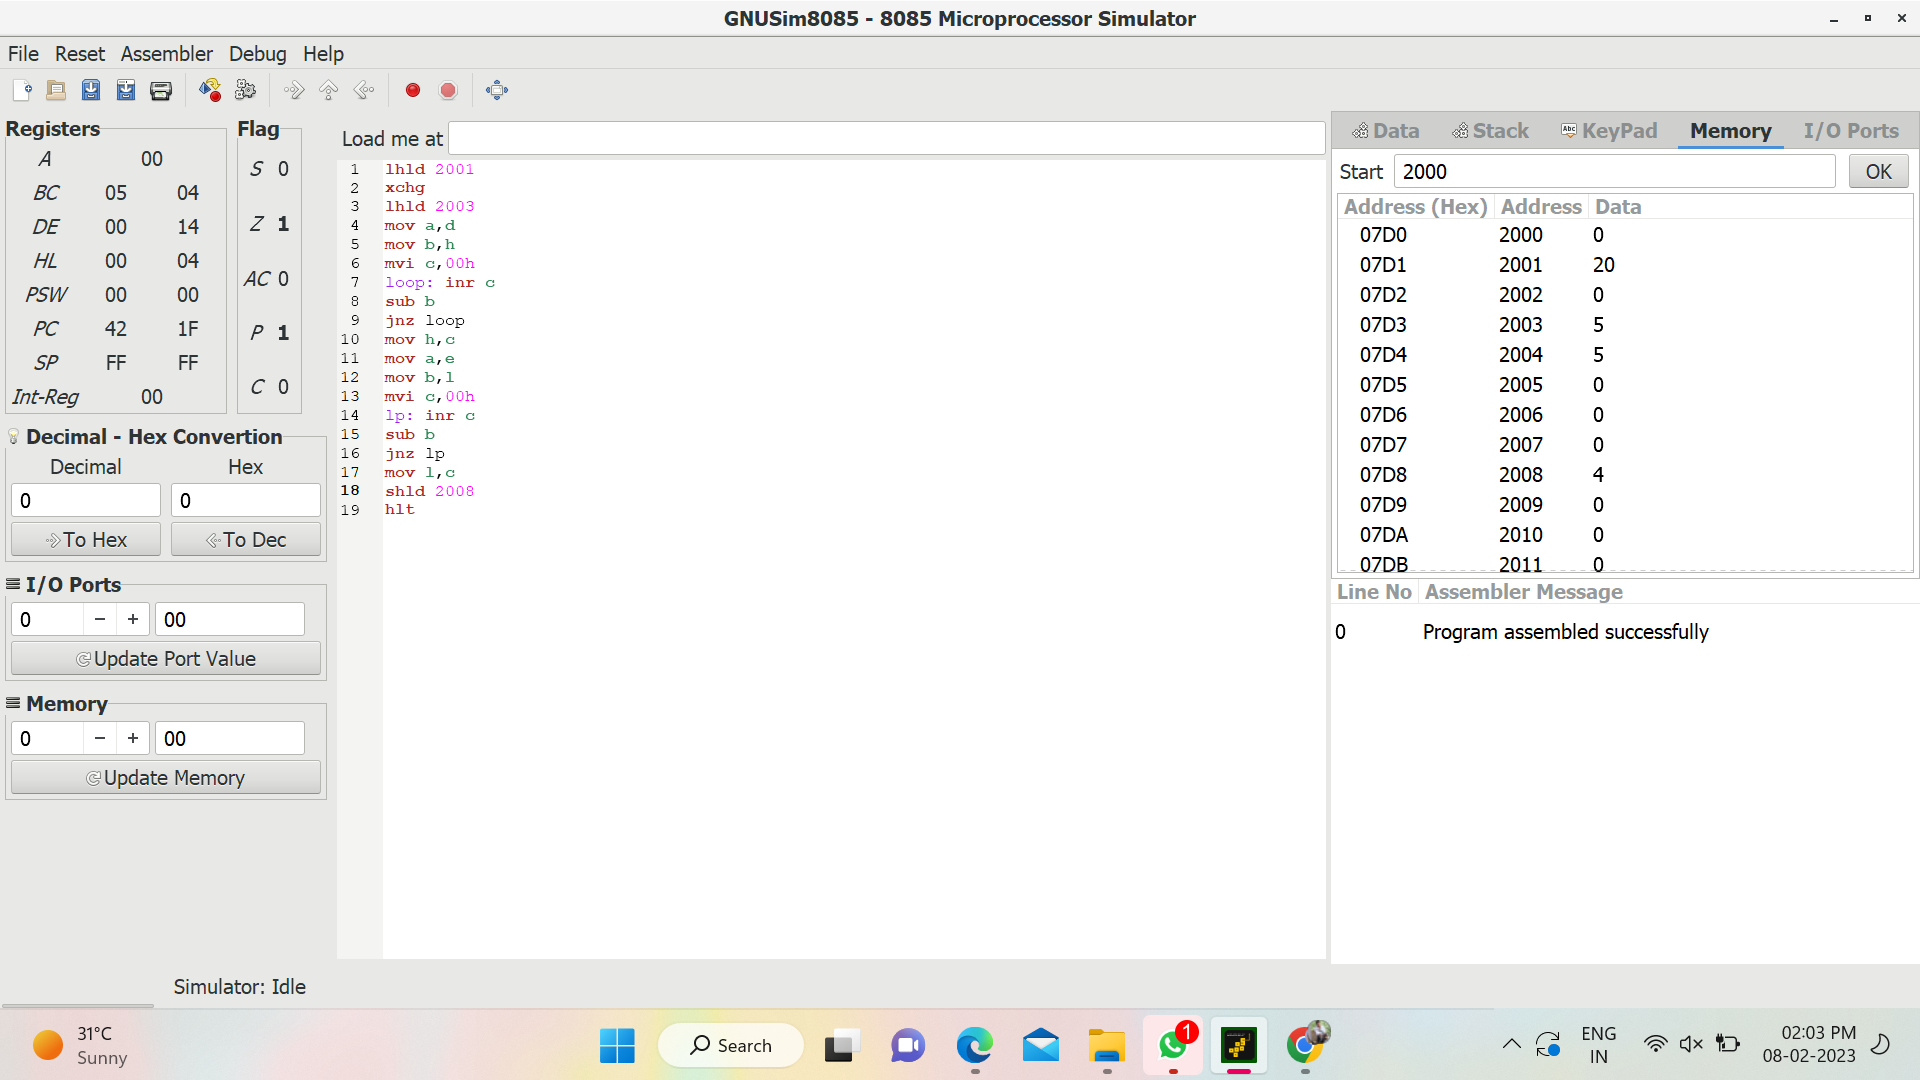 GNUSim8085 - 8085 Microprocessor Simulator
File Reset Assembler Debug Help
Registers
A 00
BC 05 04
DE 00 14
HL 00 04
PSW 00 00
PC 42 1F
SP FF FF
Int-Reg 00
Flag
S 0
Z 1
AC 0
P 1
C 0
Decimal - Hex Convertion
Decimal Hex
0 0
To Hex To Dec
I/O Ports
0 − + 00
Update Port Value
Memory
0 − + 00
Update Memory
Simulator: Idle
Load me at
1 lhld 2001
2 xchg
3 lhld 2003
4 mov a,d
5 mov b,h
6 mvi c,00h
7 loop: inr c
8 sub b
9 jnz loop
10 mov h,c
11 mov a,e
12 mov b,l
13 mvi c,00h
14 lp: inr c
15 sub b
16 jnz lp
17 mov l,c
18 shld 2008
19 hlt
Data Stack Abc KeyPad Memory I/O Ports
Start 2000 OK
Address (Hex) Address Data
07D0 2000 0
07D1 2001 20
07D2 2002 0
07D3 2003 5
07D4 2004 5
07D5 2005 0
07D6 2006 0
07D7 2007 0
07D8 2008 4
07D9 2009 0
07DA 2010 0
07DB 2011 0
Line No Assembler Message
0 Program assembled successfully
31°C
Sunny
Search
1
ENG
IN
02:03 PM
08-02-2023